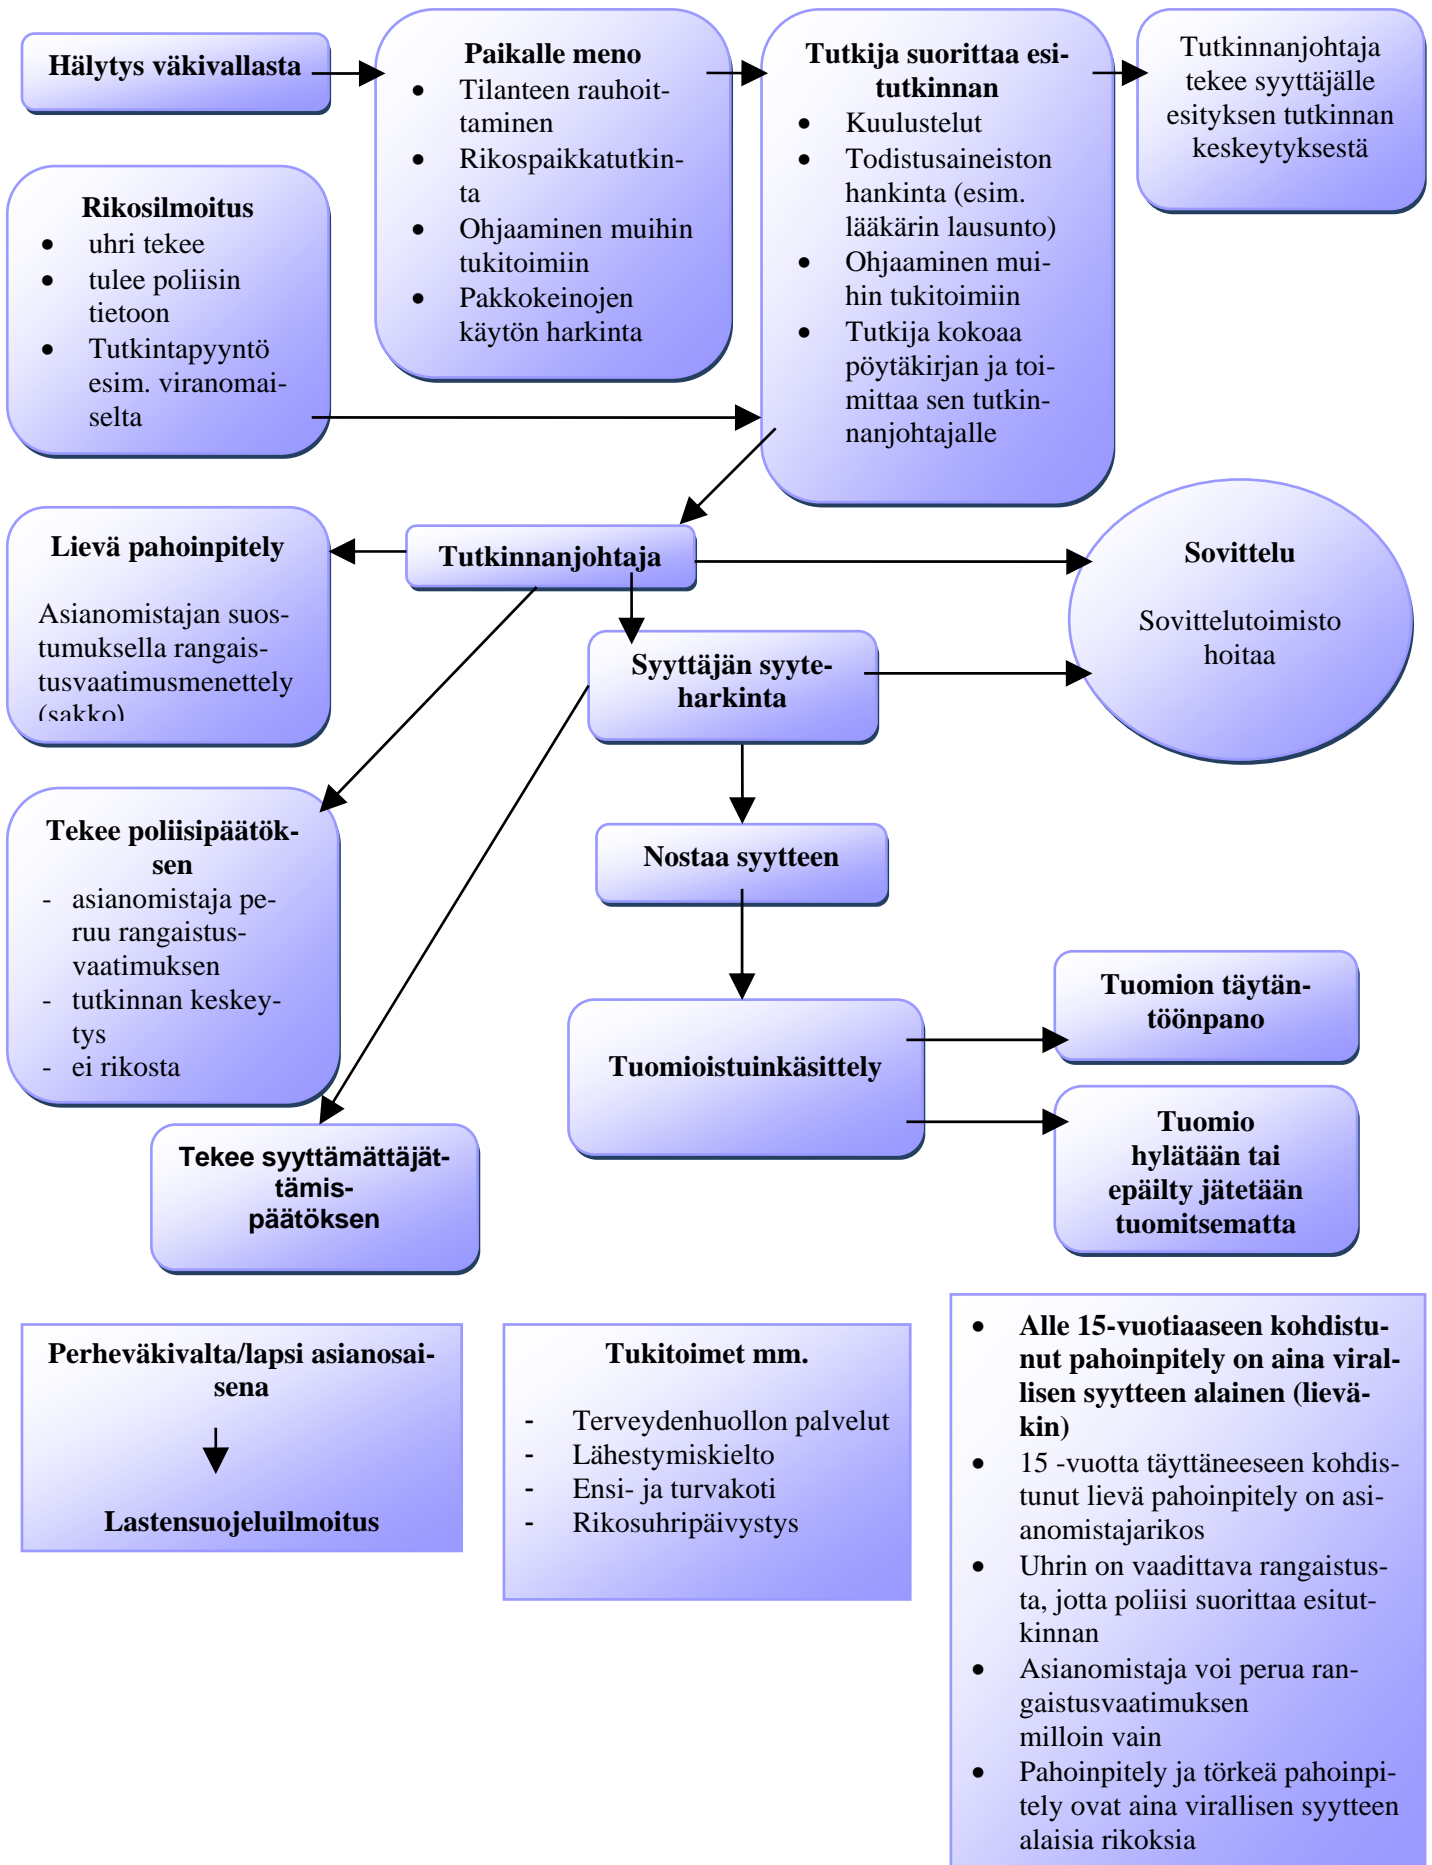 Hälytys väkivallasta
Paikalle meno
• Tilanteen rauhoit-
taminen
• Rikospaikkatutkin-
ta
• Ohjaaminen muihin
tukitoimiin
• Pakkokeinojen
käytön harkinta
Tutkija suorittaa esi-
tutkinnan
• Kuulustelut
• Todistusaineiston
hankinta (esim.
lääkärin lausunto)
• Ohjaaminen mui-
hin tukitoimiin
• Tutkija kokoaa
pöytäkirjan ja toi-
mittaa sen tutkin-
nanjohtajalle
Tutkinnanjohtaja
tekee syyttäjälle
esityksen tutkinnan
keskeytyksestä
Rikosilmoitus
• uhri tekee
• tulee poliisin
tietoon
• Tutkintapyyntö
esim. viranomai-
selta
Lievä pahoinpitely
Asianomistajan suos-
tumuksella rangais-
tusvaatimusmenettely
(sakko)
Tutkinnanjohtaja
Sovittelu
Sovittelutoimisto
hoitaa
Syyttäjän syyte-
harkinta
Tekee poliisipäätök-
sen
- asianomistaja pe-
ruu rangaistus-
vaatimuksen
- tutkinnan keskey-
tys
- ei rikosta
Nostaa syytteen
Tuomioistuinkäsittely
Tuomion täytän-
töönpano
Tuomio
hylätään tai
epäilty jätetään
tuomitsematta
Tekee syyttämättäjät-
tämis-
päätöksen
Perheväkivalta/lapsi asianosai-
sena
Lastensuojeluilmoitus
Tukitoimet mm.
- Terveydenhuollon palvelut
- Lähestymiskielto
- Ensi- ja turvakoti
- Rikosuhripäivystys
• Alle 15-vuotiaaseen kohdistu-
nut pahoinpitely on aina viral-
lisen syytteen alainen (lievä-
kin)
• 15 -vuotta täyttäneeseen kohdis-
tunut lievä pahoinpitely on asi-
anomistajarikos
• Uhrin on vaadittava rangaistus-
ta, jotta poliisi suorittaa esitut-
kinnan
• Asianomistaja voi perua ran-
gaistusvaatimuksen
milloin vain
• Pahoinpitely ja törkeä pahoinpi-
tely ovat aina virallisen syytteen
alaisia rikoksia